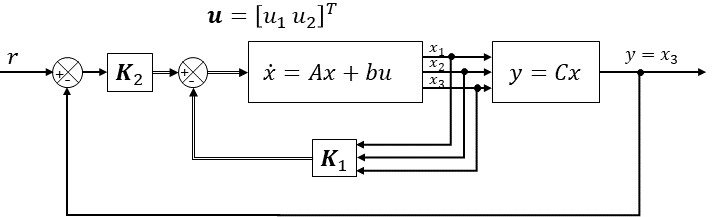 𝒖 = [u₁ u₂]ᵀ
r
+
-
K₂
+
-
ẋ = Ax + bu
x₁
x₂
x₃
y = Cx
y = x₃
K₁